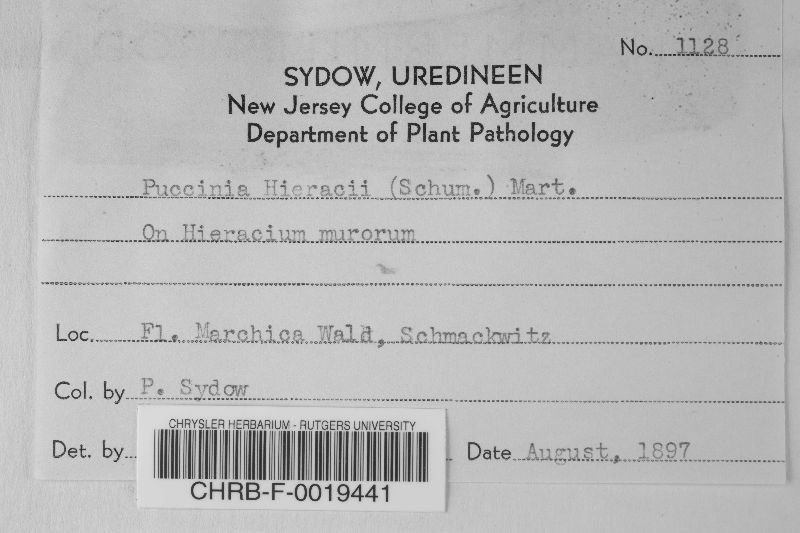 No. 1128
SYDOW, UREDINEEN
New Jersey College of Agriculture
Department of Plant Pathology
Puccinia Hieracii (Schum.) Mart.
On Hieracium murorum
Loc. Fl. Marchica Wald, Schmackwitz
Col. by P. Sydow
Det. by
Date August, 1897
CHRYSLER HERBARIUM - RUTGERS UNIVERSITY
CHRB-F-0019441